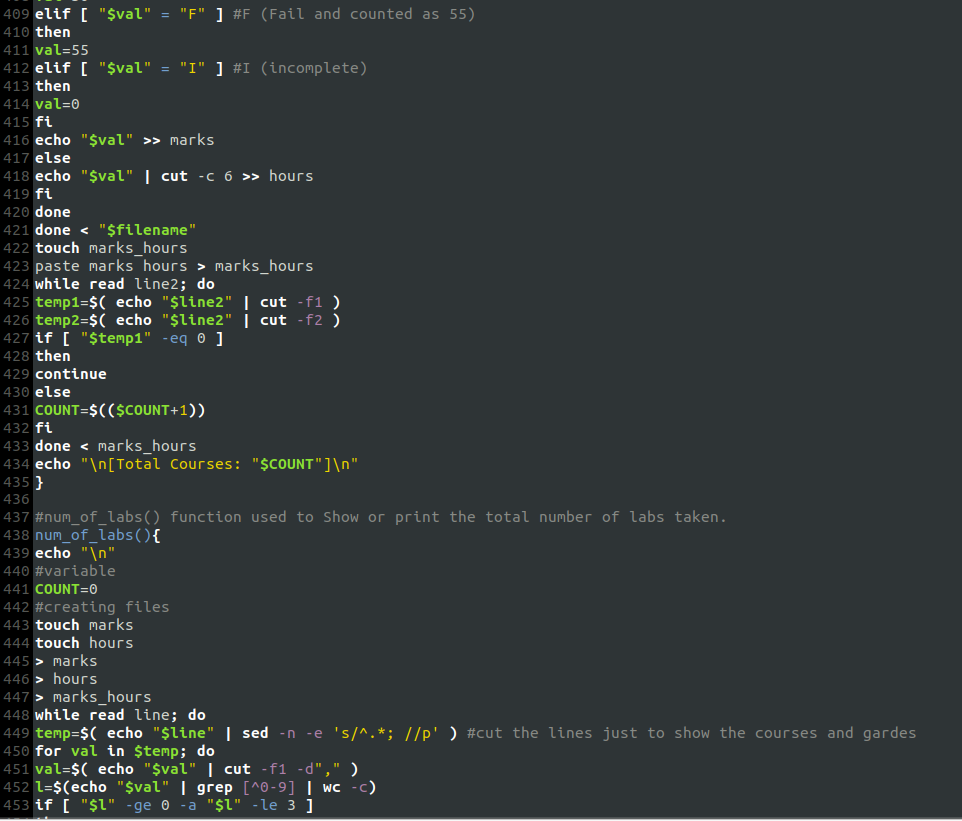 409 elif [ "$val" = "F" ] #F (Fail and counted as 55)
410 then
411 val=55
412 elif [ "$val" = "I" ] #I (incomplete)
413 then
414 val=0
415 fi
416 echo "$val" >> marks
417 else
418 echo "$val" | cut -c 6 >> hours
419 fi
420 done
421 done < "$filename"
422 touch marks_hours
423 paste marks hours > marks_hours
424 while read line2; do
425 temp1=$( echo "$line2" | cut -f1 )
426 temp2=$( echo "$line2" | cut -f2 )
427 if [ "$temp1" -eq 0 ]
428 then
429 continue
430 else
431 COUNT=$(($COUNT+1))
432 fi
433 done < marks_hours
434 echo "\n[Total Courses: "$COUNT"]\n"
435 }
436
437 #num_of_labs() function used to Show or print the total number of labs taken.
438 num_of_labs(){
439 echo "\n"
440 #variable
441 COUNT=0
442 #creating files
443 touch marks
444 touch hours
445 > marks
446 > hours
447 > marks_hours
448 while read line; do
449 temp=$( echo "$line" | sed -n -e 's/^.*; //p' ) #cut the lines just to show the courses and gardes
450 for val in $temp; do
451 val=$( echo "$val" | cut -f1 -d"," )
452 l=$(echo "$val" | grep [^0-9] | wc -c)
453 if [ "$l" -ge 0 -a "$l" -le 3 ]